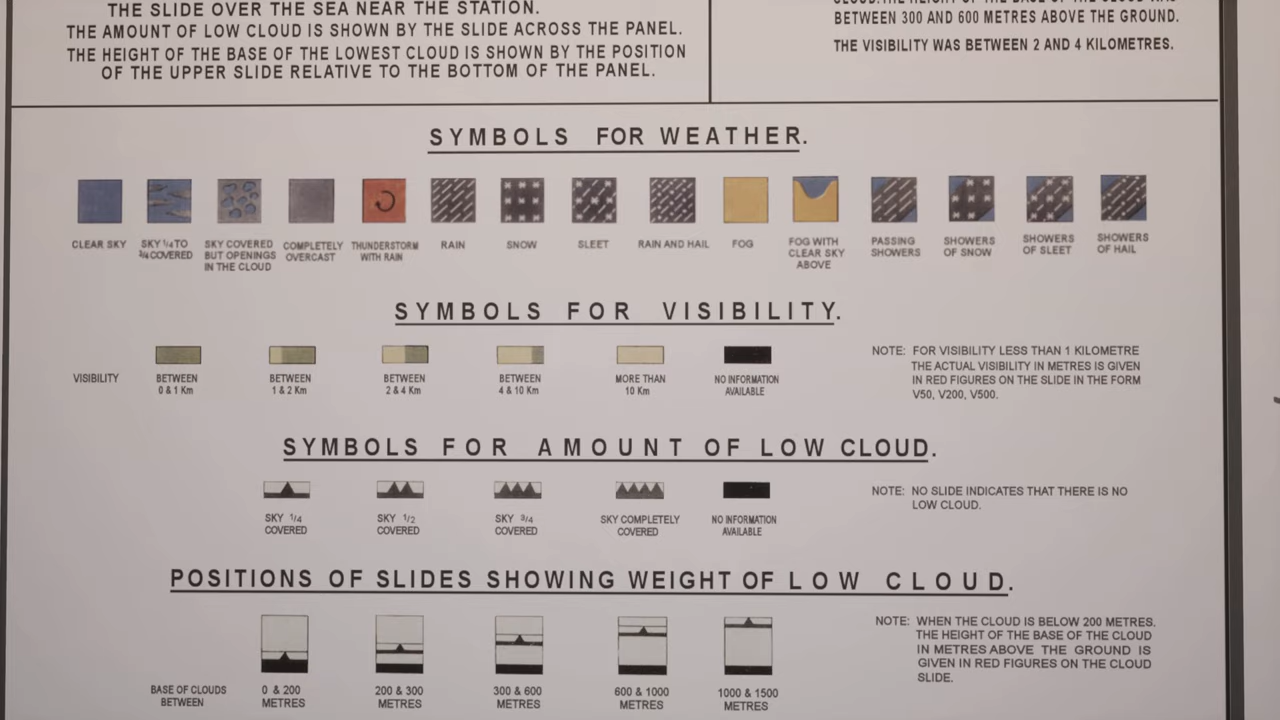 THE SLIDE OVER THE SEA NEAR THE STATION.
THE AMOUNT OF LOW CLOUD IS SHOWN BY THE SLIDE ACROSS THE PANEL.
THE HEIGHT OF THE BASE OF THE LOWEST CLOUD IS SHOWN BY THE POSITION
OF THE UPPER SLIDE RELATIVE TO THE BOTTOM OF THE PANEL.
BETWEEN 300 AND 600 METRES ABOVE THE GROUND.
THE VISIBILITY WAS BETWEEN 2 AND 4 KILOMETRES.
SYMBOLS FOR WEATHER.
CLEAR SKY
SKY 1/4 TO
3/4 COVERED
SKY COVERED
BUT OPENINGS
IN THE CLOUD
COMPLETELY
OVERCAST
THUNDERSTORM
WITH RAIN
RAIN
SNOW
SLEET
RAIN AND HAIL
FOG
FOG WITH
CLEAR SKY
ABOVE
PASSING
SHOWERS
SHOWERS
OF SNOW
SHOWERS
OF SLEET
SHOWERS
OF HAIL
SYMBOLS FOR VISIBILITY.
VISIBILITY
BETWEEN
0 & 1 Km
BETWEEN
1 & 2 Km
BETWEEN
2 & 4 Km
BETWEEN
4 & 10 Km
MORE THAN
10 Km
NO INFORMATION
AVAILABLE
NOTE: FOR VISIBILITY LESS THAN 1 KILOMETRE
THE ACTUAL VISIBILITY IN METRES IS GIVEN
IN RED FIGURES ON THE SLIDE IN THE FORM
V50, V200, V500.
SYMBOLS FOR AMOUNT OF LOW CLOUD.
SKY 1/4
COVERED
SKY 1/2
COVERED
SKY 3/4
COVERED
SKY COMPLETELY
COVERED
NO INFORMATION
AVAILABLE
NOTE: NO SLIDE INDICATES THAT THERE IS NO
LOW CLOUD.
POSITIONS OF SLIDES SHOWING WEIGHT OF LOW CLOUD.
BASE OF CLOUDS
BETWEEN
0 & 200
METRES
200 & 300
METRES
300 & 600
METRES
600 & 1000
METRES
1000 & 1500
METRES
NOTE: WHEN THE CLOUD IS BELOW 200 METRES.
THE HEIGHT OF THE BASE OF THE CLOUD
IN METRES ABOVE THE GROUND IS
GIVEN IN RED FIGURES ON THE CLOUD
SLIDE.